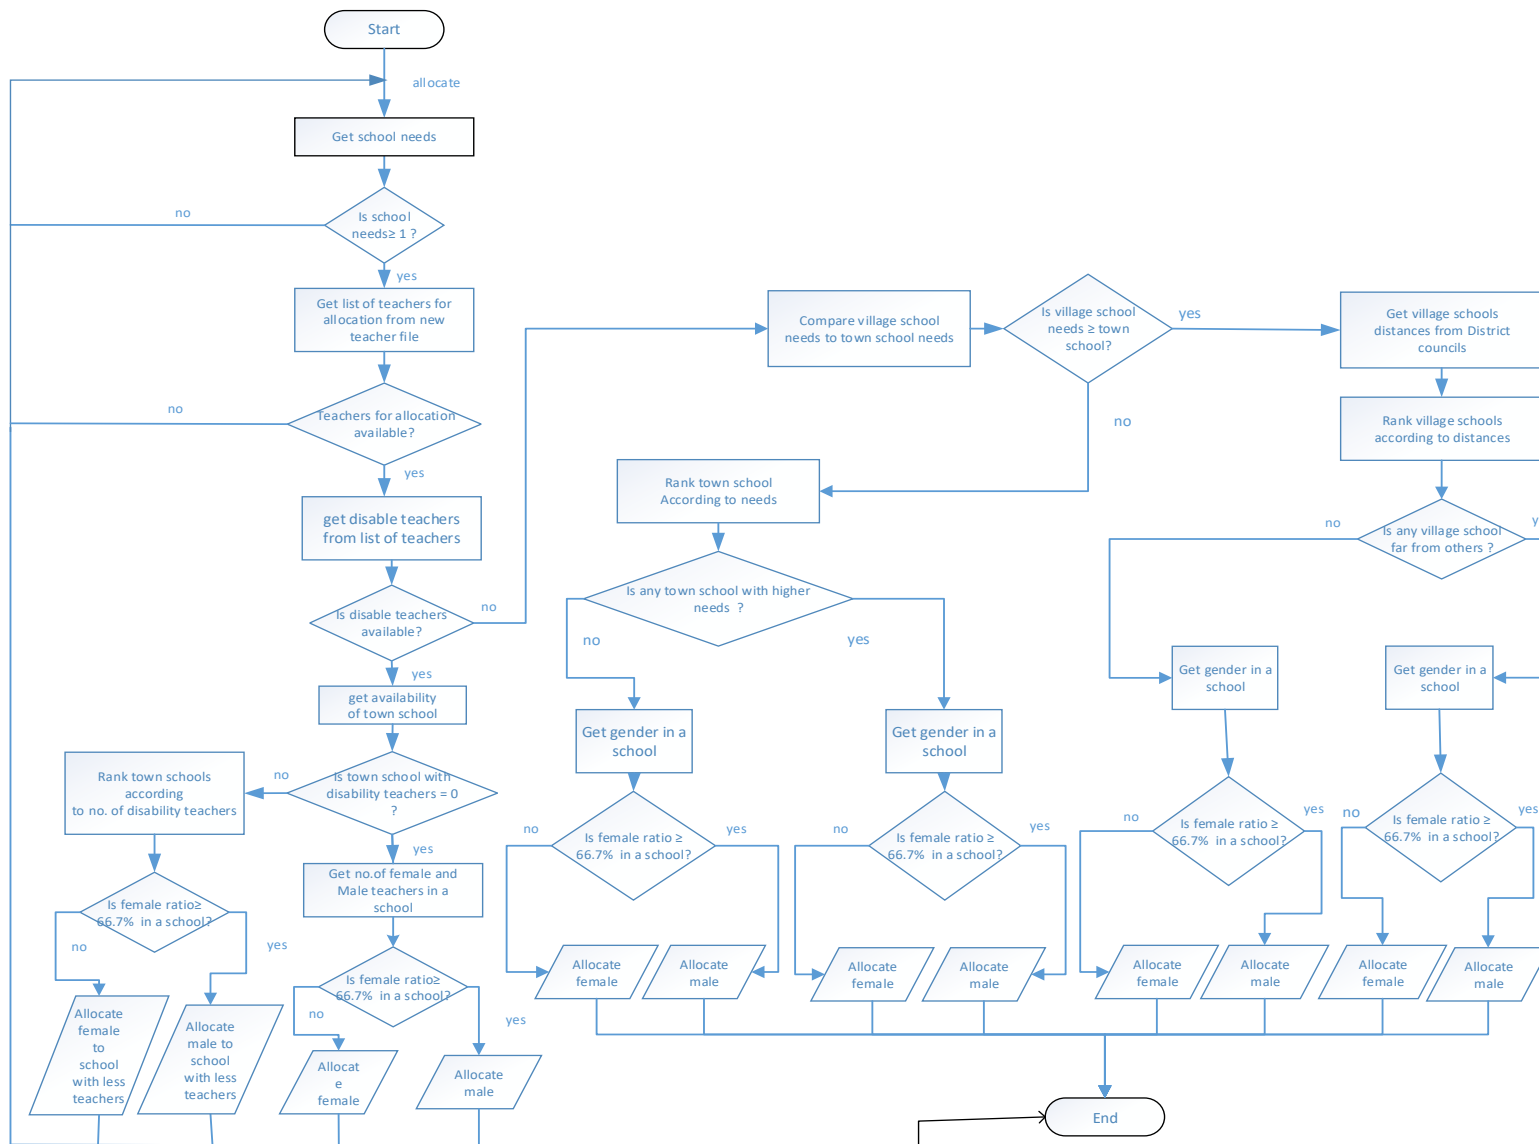 Start
allocate
Get school needs
Is school
needs≥ 1 ?
no
yes
Get list of teachers for
allocation from new
teacher file
Teachers for allocation
available?
no
yes
get disable teachers
from list of teachers
Is disable teachers
available?
no
yes
get availability
of town school
Is town school with
disability teachers = 0
?
no
yes
Rank town schools
according
to no. of disability teachers
Is female ratio≥
66.7%  in a school?
no
yes
Allocate
female
to
school
with less
teachers
Allocate
male to
school
with less
teachers
Get no.of female and
Male teachers in a
school
Is female ratio≥
66.7%  in a school?
no
yes
Allocat
e
female
Allocate
male
Compare village school
needs to town school needs
Is village school
needs ≥ town
school?
yes
no
Rank town school
According to needs
Is any town school with higher
needs  ?
no
yes
Get gender in a
school
Get gender in a
school
Is female ratio ≥
66.7%  in a school?
no
yes
Is female ratio ≥
66.7%  in a school?
no
yes
Allocate
female
Allocate
male
Allocate
female
Allocate
male
Get village schools
distances from District
councils
Rank village schools
according to distances
Is any village school
far from others ?
no
y
Get gender in a
school
Get gender in a
school
Is female ratio ≥
66.7%  in a school?
no
yes
Is female ratio ≥
66.7%  in a school?
no
yes
Allocate
female
Allocate
male
Allocate
female
Allocate
male
End